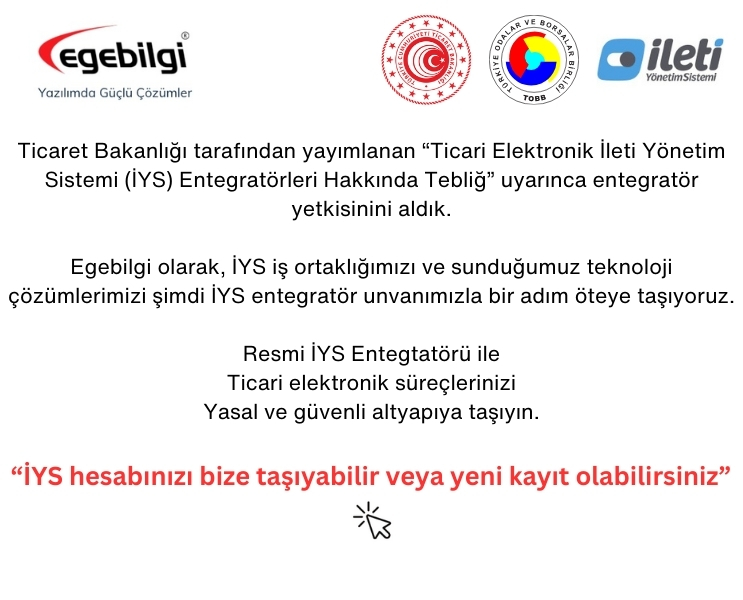 egebilgi®
Yazılımda Güçlü Çözümler
TÜRKİYE CUMHURİYETİ TİCARET BAKANLIĞI
TÜRKİYE ODALAR VE BORSALAR BİRLİĞİ
TOBB
ileti
YönetimSistemi
Ticaret Bakanlığı tarafından yayımlanan “Ticari Elektronik İleti Yönetim
Sistemi (İYS) Entegratörleri Hakkında Tebliğ” uyarınca entegratör
yetkisinini aldık.
Egebilgi olarak, İYS iş ortaklığımızı ve sunduğumuz teknoloji
çözümlerimizi şimdi İYS entegratör unvanımızla bir adım öteye taşıyoruz.
Resmi İYS Entegtatörü ile
Ticari elektronik süreçlerinizi
Yasal ve güvenli altyapıya taşıyın.
“İYS hesabınızı bize taşıyabilir veya yeni kayıt olabilirsiniz”